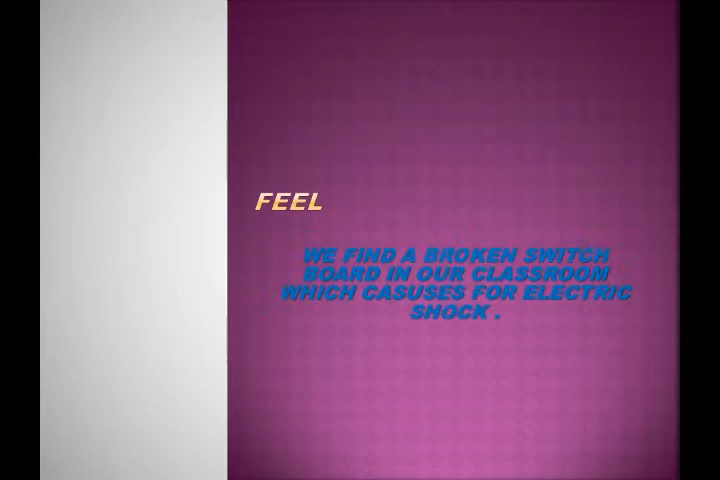 FEEL
WE FIND A BROKEN SWITCH
BOARD IN OUR CLASSROOM
WHICH CASUSES FOR ELECTRIC
SHOCK .